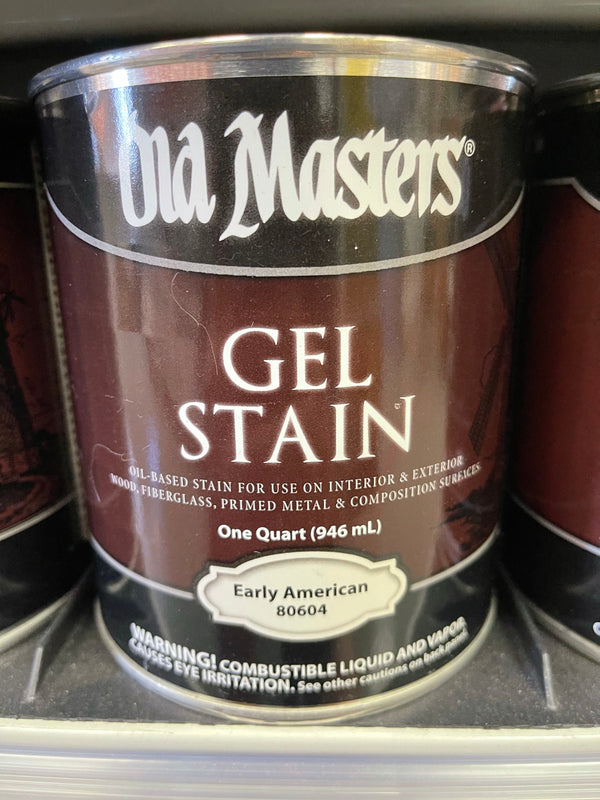 Old Masters®
GEL
STAIN
OIL-BASED STAIN FOR USE ON INTERIOR & EXTERIOR
WOOD, FIBERGLASS, PRIMED METAL & COMPOSITION SURFACES.
One Quart (946 mL)
Early American
80604
WARNING! COMBUSTIBLE LIQUID AND VAPOR.
CAUSES EYE IRRITATION. See other cautions on back panel.